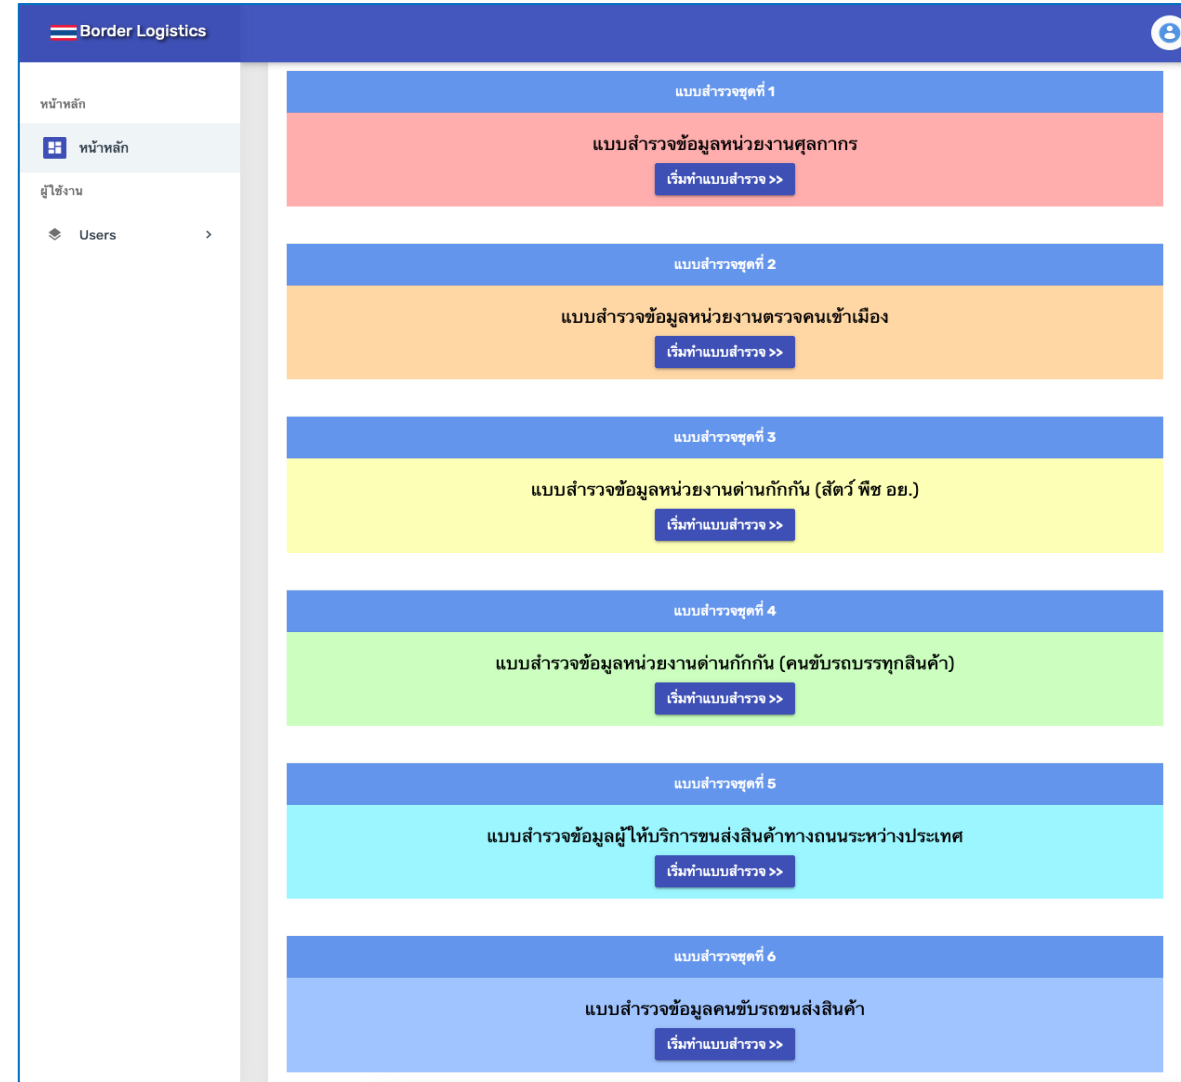 Border Logistics
หน้าหลัก
หน้าหลัก
ผู้ใช้งาน
Users
แบบสำรวจชุดที่ 1
แบบสำรวจข้อมูลหน่วยงานศุลกากร
เริ่มทำแบบสำรวจ >>
แบบสำรวจชุดที่ 2
แบบสำรวจข้อมูลหน่วยงานตรวจคนเข้าเมือง
เริ่มทำแบบสำรวจ >>
แบบสำรวจชุดที่ 3
แบบสำรวจข้อมูลหน่วยงานด่านกักกัน (สัตว์ พืช อย.)
เริ่มทำแบบสำรวจ >>
แบบสำรวจชุดที่ 4
แบบสำรวจข้อมูลหน่วยงานด่านกักกัน (คนขับรถบรรทุกสินค้า)
เริ่มทำแบบสำรวจ >>
แบบสำรวจชุดที่ 5
แบบสำรวจข้อมูลผู้ให้บริการขนส่งสินค้าทางถนนระหว่างประเทศ
เริ่มทำแบบสำรวจ >>
แบบสำรวจชุดที่ 6
แบบสำรวจข้อมูลคนขับรถขนส่งสินค้า
เริ่มทำแบบสำรวจ >>